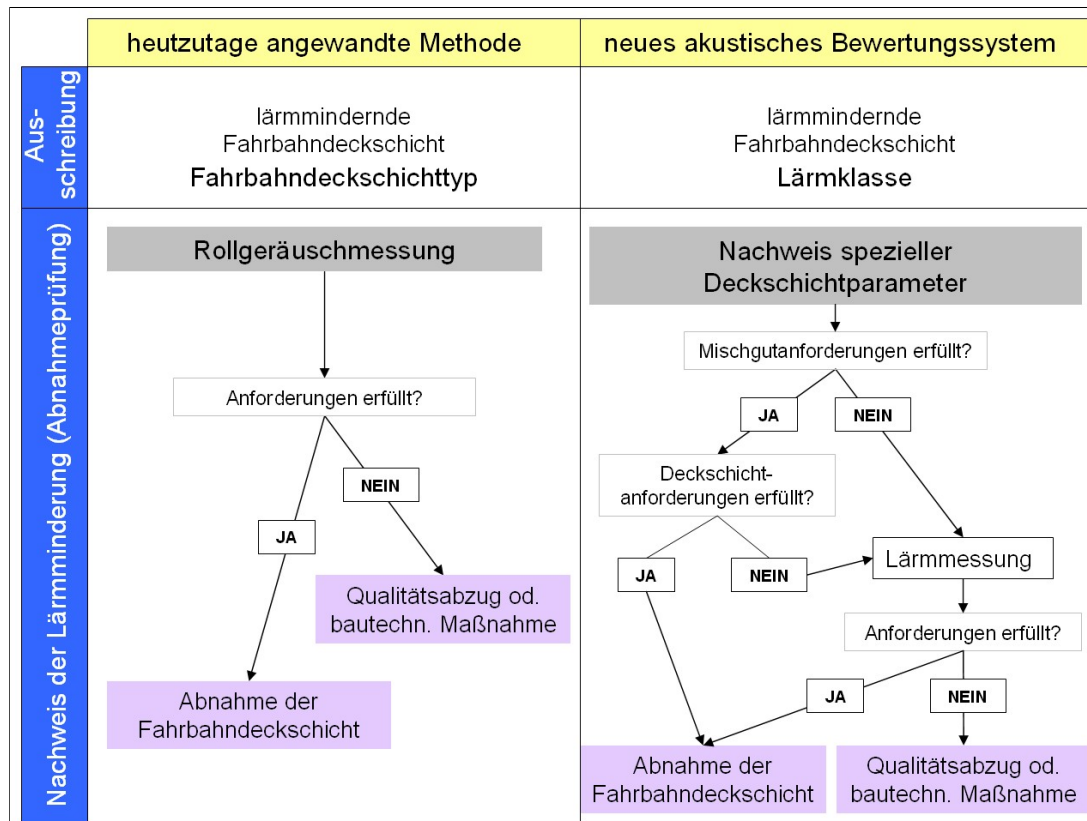 heutzutage angewandte Methode
neues akustisches Bewertungssystem
Aus-
schreibung
lärmmindernde
Fahrbahndeckschicht
Fahrbahndeckschichttyp
lärmmindernde
Fahrbahndeckschicht
Lärmklasse
Nachweis der Lärmminderung (Abnahmeprüfung)
Rollgeräuschmessung
Anforderungen erfüllt?
NEIN
JA
Qualitätsabzug od.
bautechn. Maßnahme
Abnahme der
Fahrbahndeckschicht
Nachweis spezieller
Deckschichtparameter
Mischgutanforderungen erfüllt?
JA
NEIN
Deckschicht-
anforderungen erfüllt?
JA
NEIN
Lärmmessung
Anforderungen erfüllt?
JA
NEIN
Abnahme der
Fahrbahndeckschicht
Qualitätsabzug od.
bautechn. Maßnahme